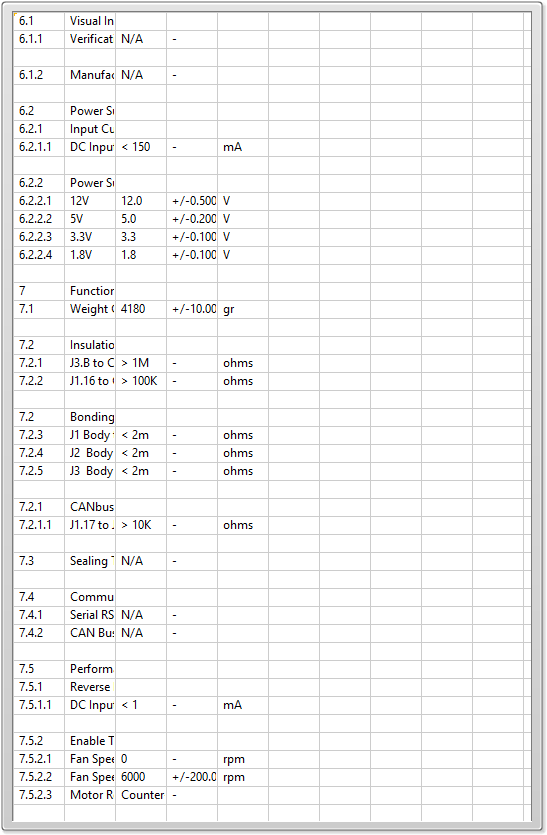 6.1 Visual In
6.1.1 Verificat N/A -
6.1.2 Manufac N/A -
6.2 Power Su
6.2.1 Input Cu
6.2.1.1 DC Input < 150 - mA
6.2.2 Power Su
6.2.2.1 12V 12.0 +/-0.500 V
6.2.2.2 5V 5.0 +/-0.200 V
6.2.2.3 3.3V 3.3 +/-0.100 V
6.2.2.4 1.8V 1.8 +/-0.100 V
7 Function
7.1 Weight 4180 +/-10.00 gr
7.2 Insulatio
7.2.1 J3.B to C > 1M - ohms
7.2.2 J1.16 to > 100K - ohms
7.2 Bonding
7.2.3 J1 Body < 2m - ohms
7.2.4 J2 Body < 2m - ohms
7.2.5 J3 Body < 2m - ohms
7.2.1 CANbus
7.2.1.1 J1.17 to > 10K - ohms
7.3 Sealing N/A -
7.4 Commu
7.4.1 Serial RS N/A -
7.4.2 CAN Bus N/A -
7.5 Perform
7.5.1 Reverse
7.5.1.1 DC Input < 1 - mA
7.5.2 Enable T
7.5.2.1 Fan Spee 0 - rpm
7.5.2.2 Fan Spee 6000 +/-200.0 rpm
7.5.2.3 Motor R Counter -